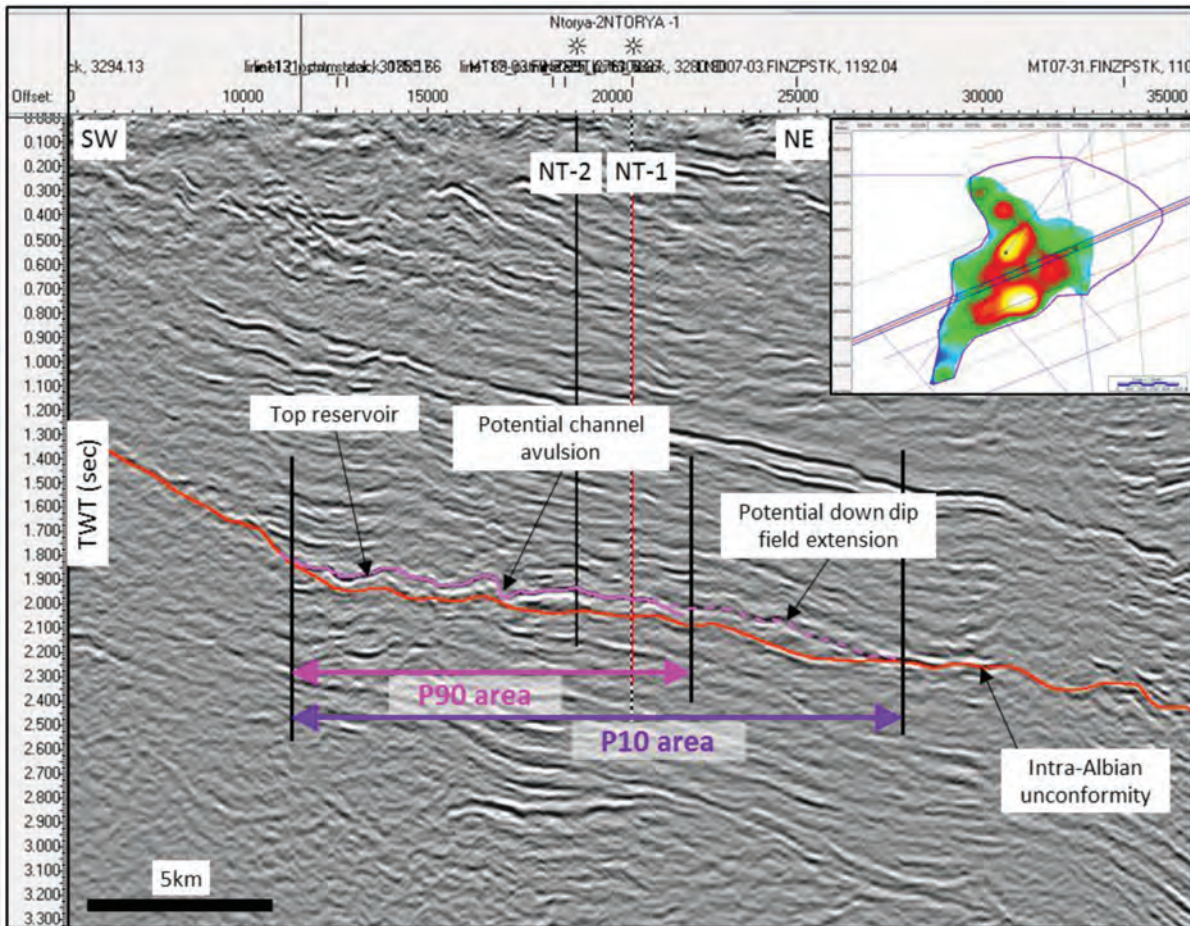 Ntorya-2NTORYA -1
ck, 3294.13
1180007-03.FINZPSTK, 1192.04
MT07-31.FINZPSTK, 110
Offset:
10000
15000
20000
25000
30000
35000
SW
NE
NT-2
NT-1
0.000
0.100
0.200
0.300
0.400
0.500
0.600
0.700
0.800
0.900
1.000
1.100
1.200
1.300
1.400
1.500
1.600
1.700
1.800
1.900
2.000
2.100
2.200
2.300
2.400
2.500
2.600
2.700
2.800
2.900
3.000
3.100
3.200
3.300
TWT (sec)
Top reservoir
Potential channel
avulsion
Potential down dip
field extension
P90 area
P10 area
Intra-Albian
unconformity
5km